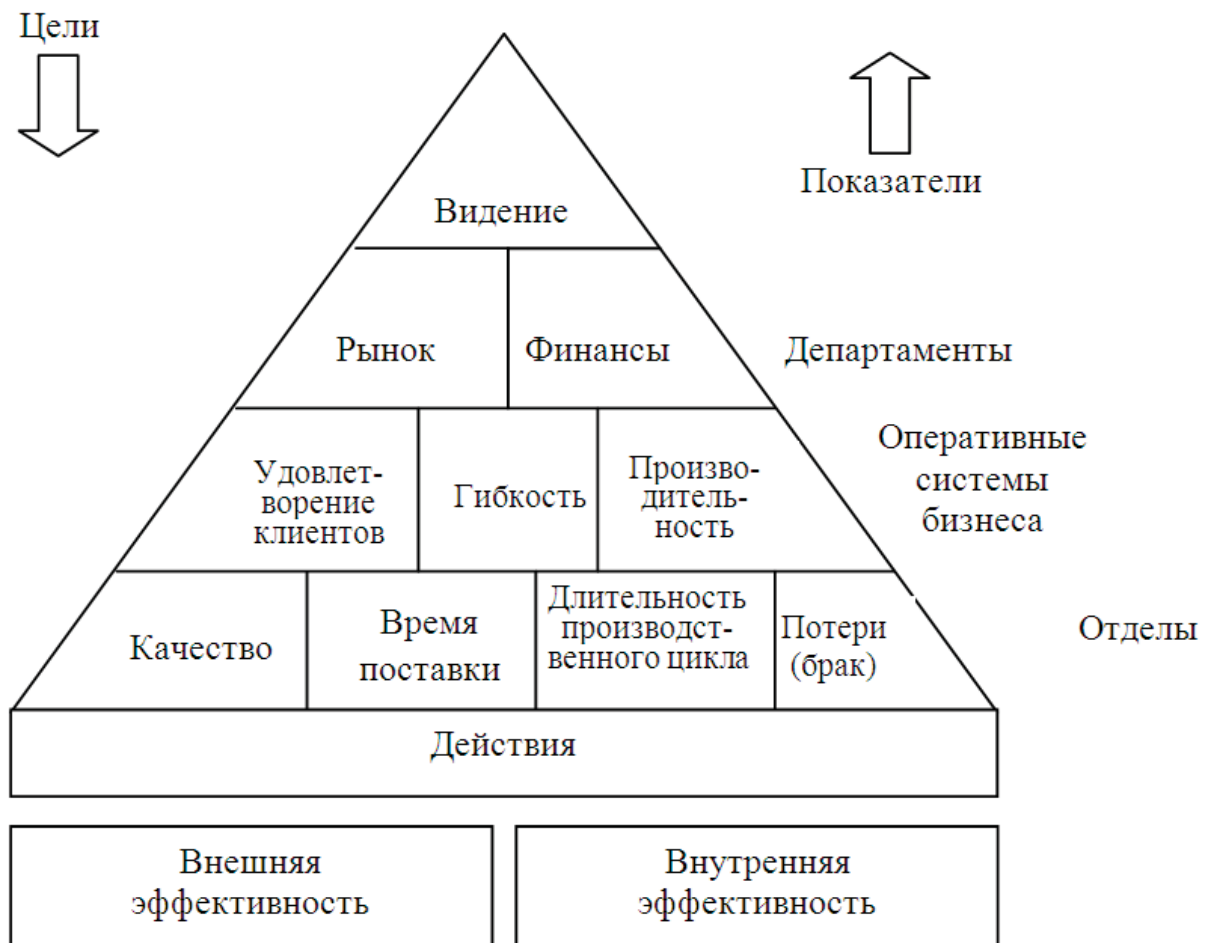 Цели
Показатели
Видение
Рынок
Финансы
Департаменты
Удовлет-
ворение
клиентов
Гибкость
Произво-
дитель-
ность
Оперативные
системы
бизнеса
Качество
Время
поставки
Длительность
производст-
венного цикла
Потери
(брак)
Отделы
Действия
Внешняя
эффективность
Внутренняя
эффективность